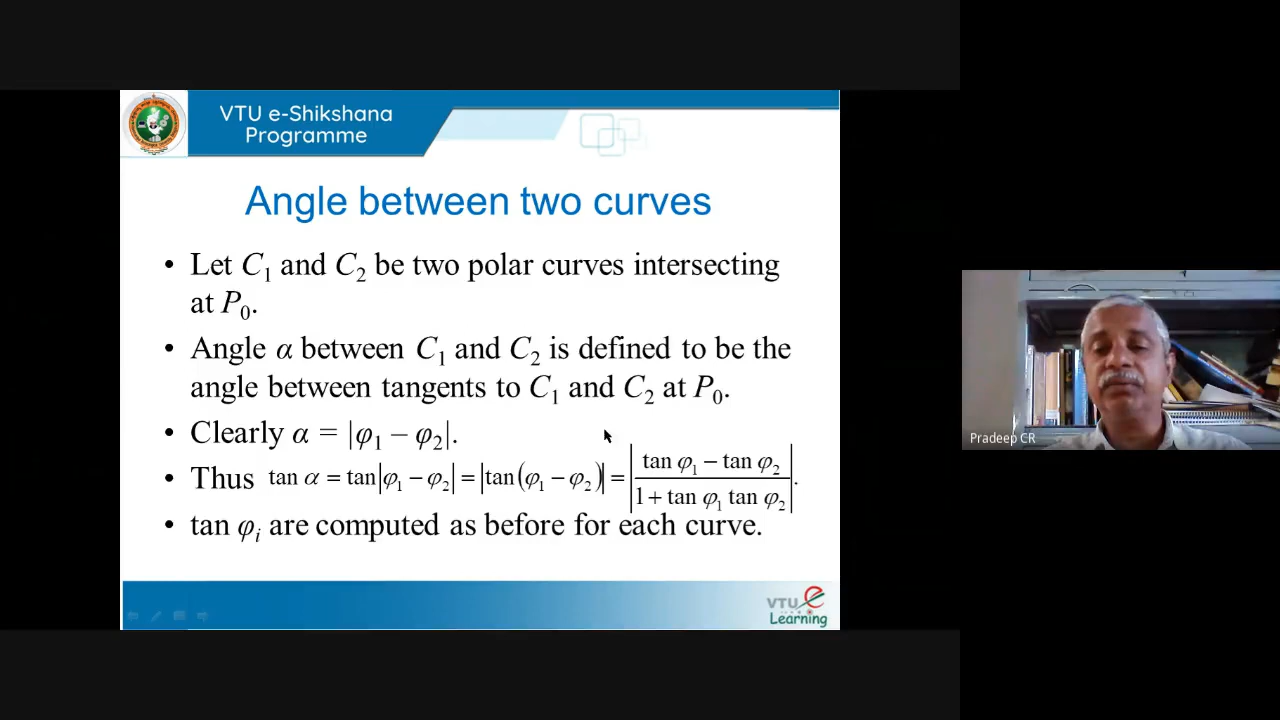 VTU e-Shikshana
Programme
Angle between two curves
• Let C₁ and C₂ be two polar curves intersecting
at P₀.
• Angle α between C₁ and C₂ is defined to be the
angle between tangents to C₁ and C₂ at P₀.
• Clearly α = |φ₁ – φ₂|.
• Thus tan α = tan|φ₁ − φ₂| = |tan(φ₁ − φ₂)| = |(tan φ₁ − tan φ₂) / (1 + tan φ₁ tan φ₂)|.
• tan φᵢ are computed as before for each curve.
Pradeep CR
VTU e
Learning